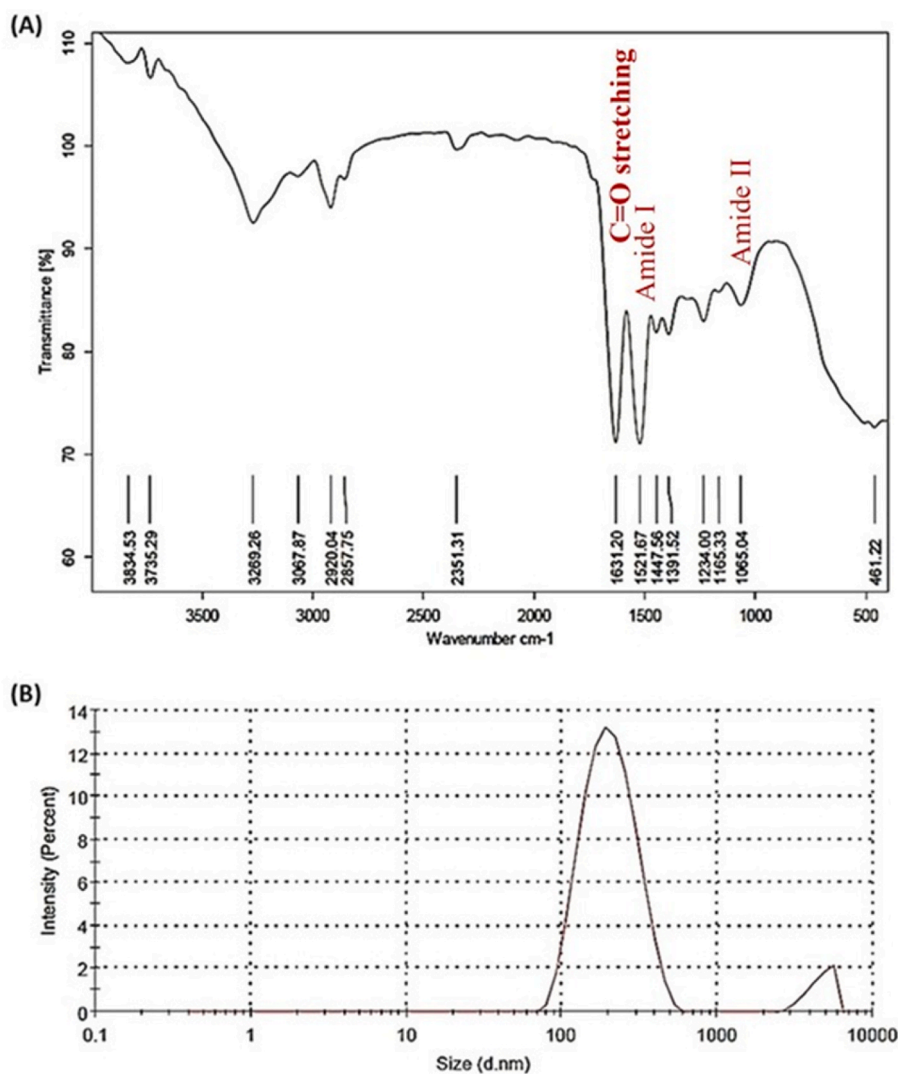 (A)
110
100
90
80
70
60
Transmittance [%]
C=O stretching
Amide I
Amide II
3834.53
3735.29
3269.26
3067.87
2920.04
2857.75
2351.31
1631.20
1521.67
1447.56
1391.52
1234.00
1165.33
1065.04
461.22
3500 3000 2500 2000 1500 1000 500
Wavenumber cm-1
(B)
14
12
10
8
6
4
2
0
Intensity (Percent)
0.1 1 10 100 1000 10000
Size (d.nm)